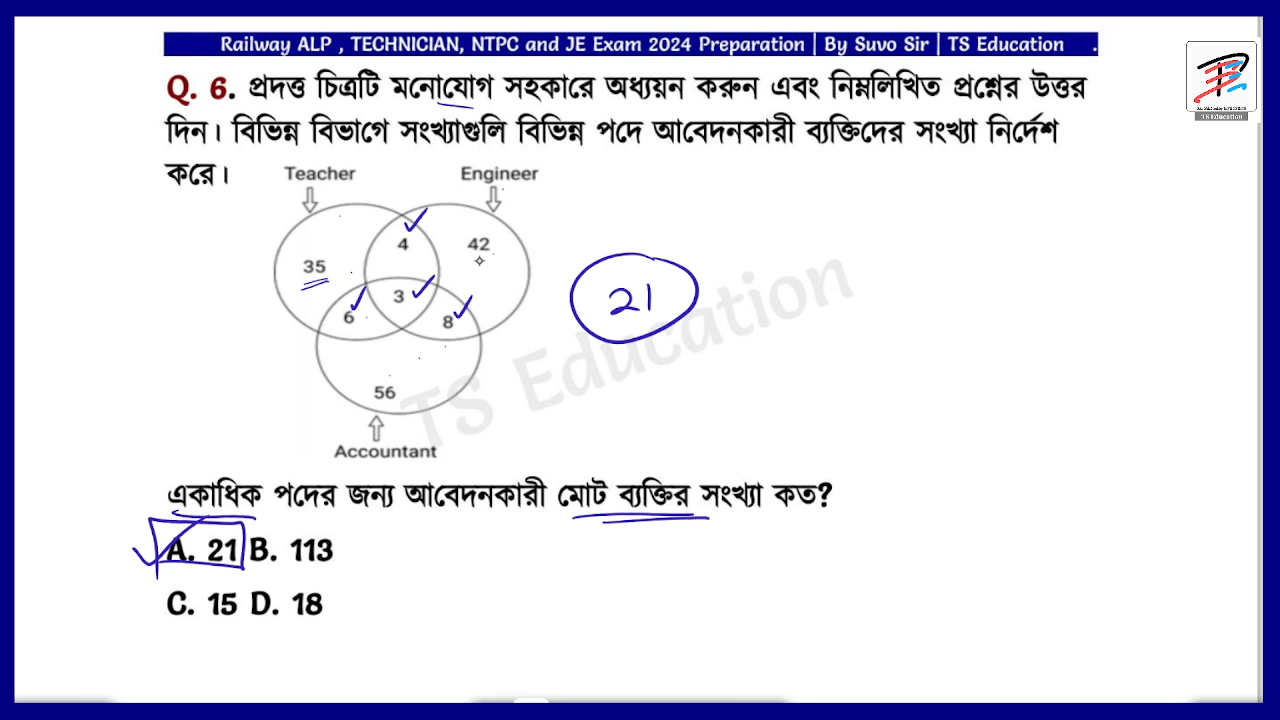 Railway ALP , TECHNICIAN, NTPC and JE Exam 2024 Preparation | By Suvo Sir | TS Education .
Q. 6. প্রদত্ত চিত্রটি মনোযোগ সহকারে অধ্যয়ন করুন এবং নিম্নলিখিত প্রশ্নের উত্তর
দিন। বিভিন্ন বিভাগে সংখ্যাগুলি বিভিন্ন পদে আবেদনকারী ব্যক্তিদের সংখ্যা নির্দেশ
করে।
Teacher Engineer
4 42
35
3
6 8
56
Accountant
21
TS Education
একাধিক পদের জন্য আবেদনকারী মোট ব্যক্তির সংখ্যা কত?
A. 21 B. 113
C. 15 D. 18
TS Education